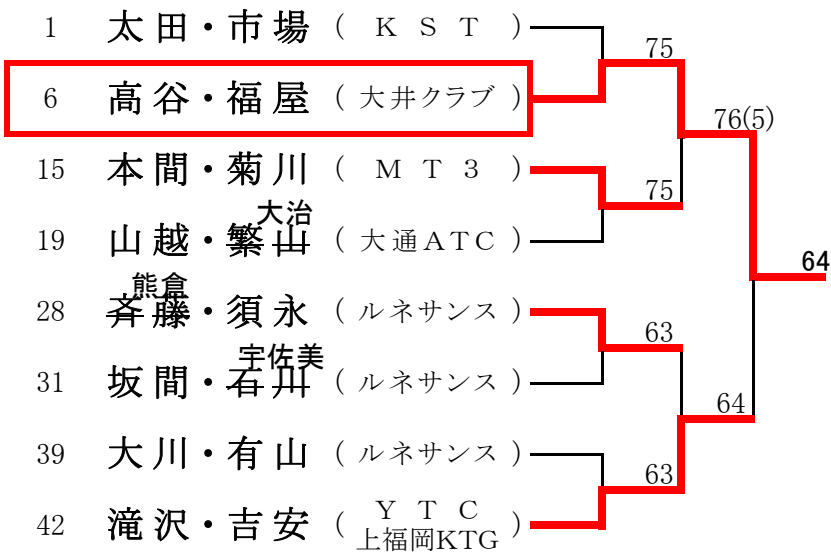 1 太田・市場 ( KST )
75
6 高谷・福屋 ( 大井クラブ )
76(5)
15 本間・菊川 ( MT3 )
75
大治
19 山越・繁山 ( 大通ATC )
64
熊倉
28 斉藤・須永 ( ルネサンス )
63
宇佐美
31 坂間・石川 ( ルネサンス )
64
39 大川・有山 ( ルネサンス )
63
42 滝沢・吉安 ( YTC
上福岡KTG )